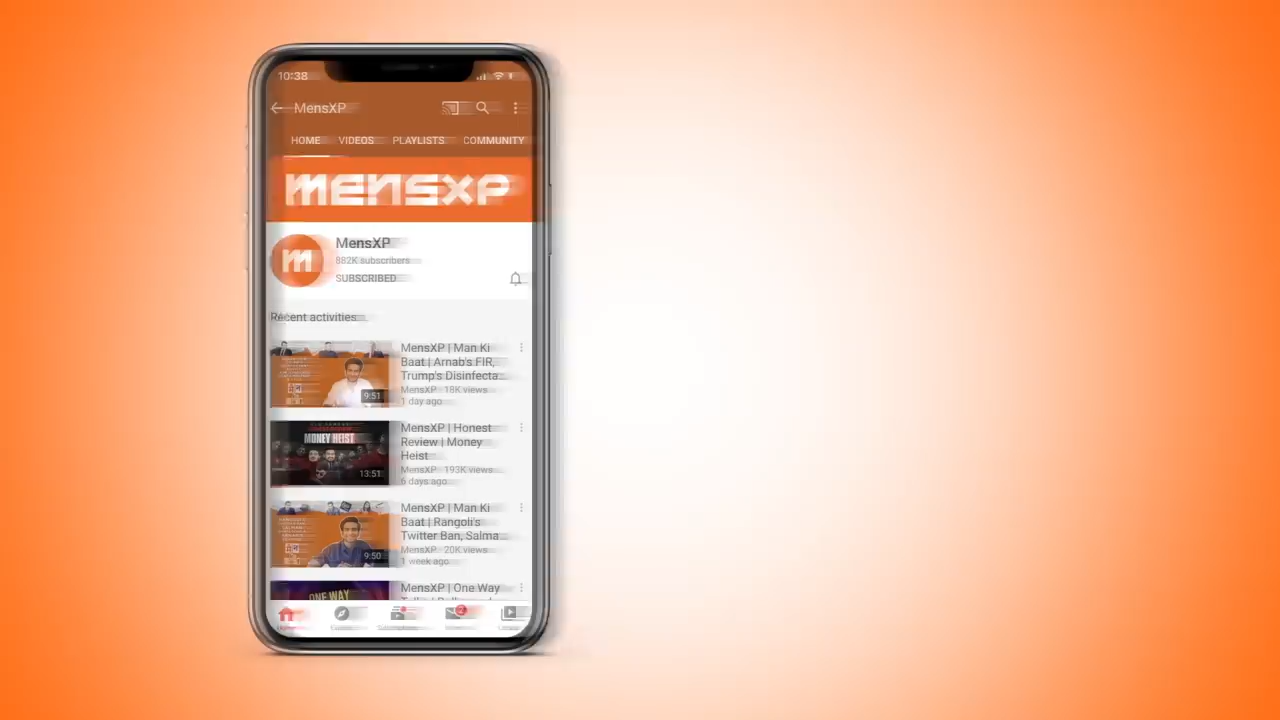 10:38
MensXP
HOME VIDEOS PLAYLISTS COMMUNITY
MENSXP
m
MensXP
882K subscribers
SUBSCRIBED
Recent activities
MensXP | Man Ki
Baat | Arnab's FIR,
Trump's Disinfecta...
MensXP · 18K views
1 day ago
9:51
MONEY HEIST
13:51
MensXP | Honest
Review | Money
Heist
MensXP · 193K views
6 days ago
MensXP | Man Ki
Baat | Rangoli's
Twitter Ban, Salma...
MensXP · 20K views
1 week ago
9:50
ONE WAY
MensXP | One Way
2